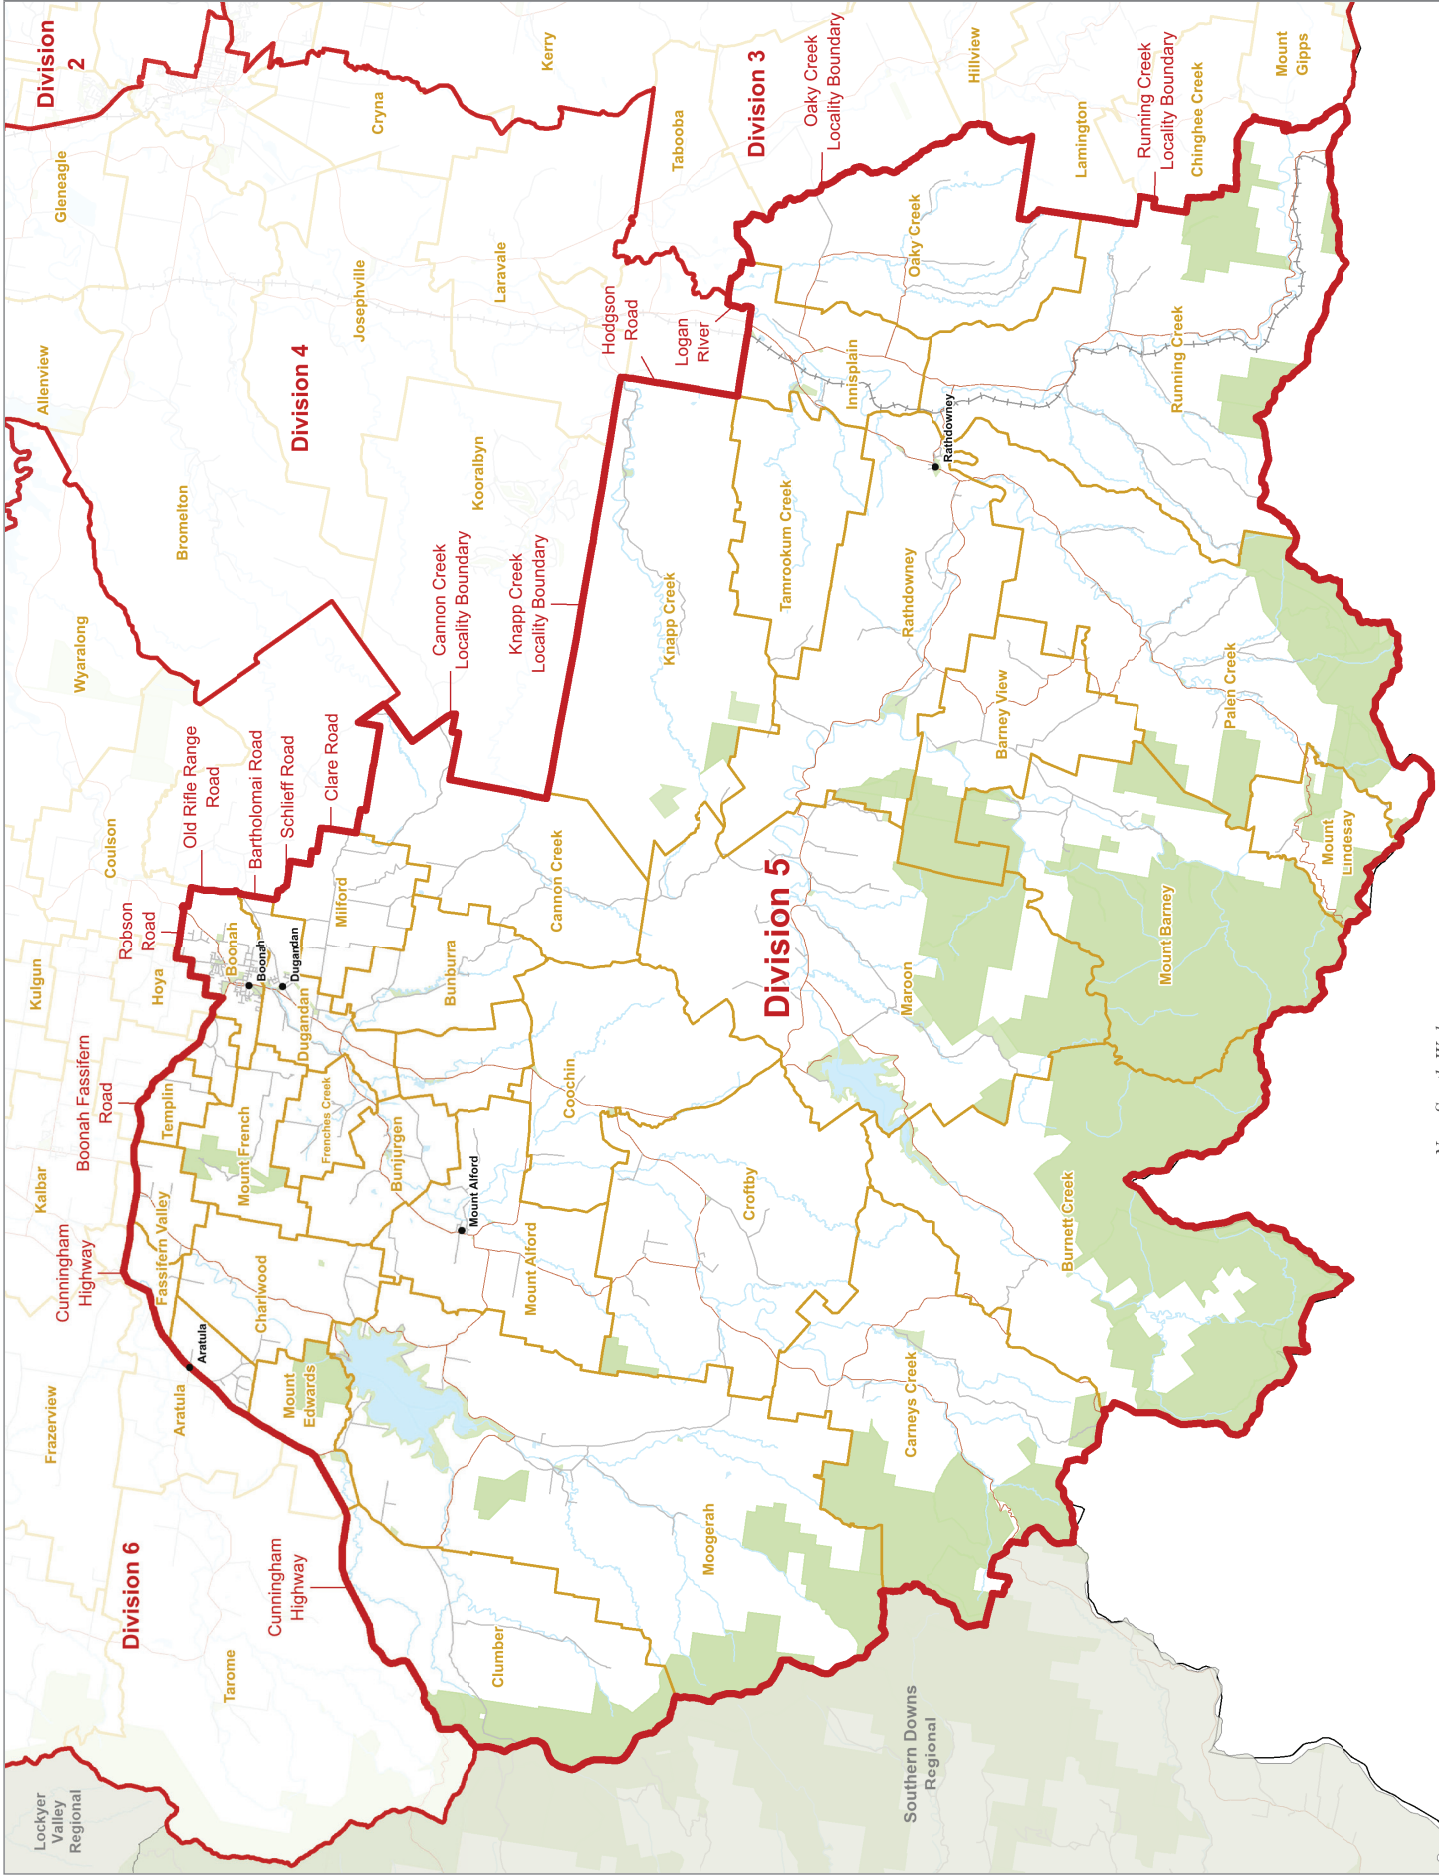 Lockyer
Valley
Regional
Tarome
Division 6
Frazerview
Aratula
Aratula
Cunningham
Highway
Cunningham
Highway
Kalbar
Boonah Fassifern
Road
Kulgun
Hoya
Robson
Road
Coulson
Old Rifle Range
Road
Bartholomai Road
Schlieff Road
Clare Road
Wyaralong
Bromelton
Allenview
Gleneagle
Division
2
Division 4
Josephville
Cryna
Kerry
Laravale
Kooralbyn
Cannon Creek
Locality Boundary
Knapp Creek
Locality Boundary
Hodgson
Road
Logan
River
Tabooba
Division 3
Oaky Creek
Locality Boundary
Hillview
Lamington
Running Creek
Locality Boundary
Chinghee Creek
Mount
Gipps
Fassifern Valley
Templin
Mount French
Charlwood
Mount
Edwards
Boonah
Boonah
Dugandan
Dugandan
Milford
Frenches Creek
Bunjurgen
Bunburra
Cannon Creek
Mount Alford
Mount Alford
Coochin
Clumber
Moogerah
Croftby
Carneys Creek
Burnett Creek
Division 5
Maroon
Mount Barney
Mount
Lindesay
Palen Creek
Barney View
Rathdowney
Rathdowney
Knapp Creek
Tamrookum Creek
Innisplain
Oaky Creek
Running Creek
Southern Downs
Regional